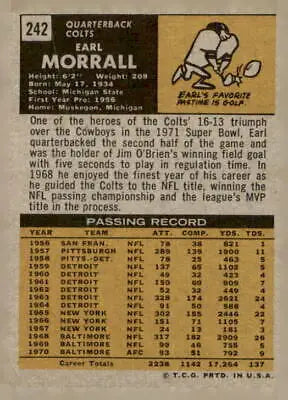 242
QUARTERBACK
COLTS
EARL
MORRALL
Height: 6'2" Weight: 209
Born: May 17, 1934
School: Michigan State
First Year Pro: 1956
Home: Muskegon, Michigan
EARL'S FAVORITE
PASTIME IS GOLF.
One of the heroes of the Colts' 16-13 triumph
over the Cowboys in the 1971 Super Bowl, Earl
quarterbacked the second half of the game and
was the holder of Jim O'Brien's winning field goal
with five seconds to play in regulation time. In
1968 he enjoyed the finest year of his career as
he guided the Colts to the NFL title, winning the
NFL passing championship and the league's MVP
title in the process.
PASSING RECORD
YEAR TEAM LEA. ATT. COMP. YDS. TDS.
1956 SAN FRAN. NFL 78 38 621 1
1957 PITTSBURGH NFL 289 139 1900 11
1958 PITTS.-DET. NFL 78 25 463 5
1959 DETROIT NFL 137 65 1102 5
1960 DETROIT NFL 49 32 423 4
1961 DETROIT NFL 150 69 909 7
1962 DETROIT NFL 52 32 449 4
1963 DETROIT NFL 328 174 2621 24
1964 DETROIT NFL 91 50 588 4
1965 NEW YORK NFL 302 155 2446 22
1966 NEW YORK NFL 151 71 1105 7
1967 NEW YORK NFL 24 13 181 3
1968 BALTIMORE NFL 317 182 2909 26
1969 BALTIMORE NFL 99 46 755 5
1970 BALTIMORE AFC 93 51 792 9
Career Totals 2238 1142 17,264 137
© T.C.G. PRTD. IN U.S.A.